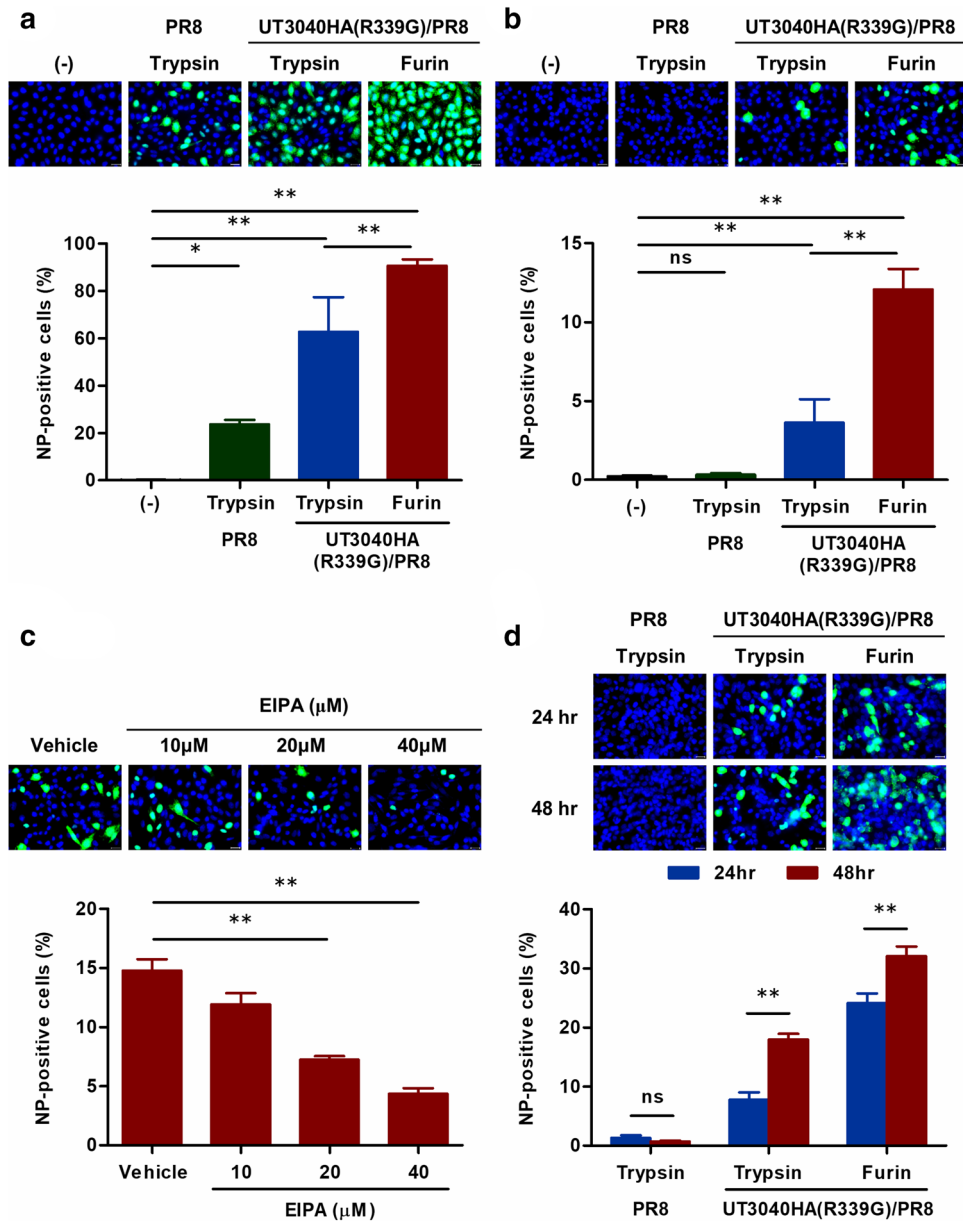 a
PR8 UT3040HA(R339G)/PR8
(-) Trypsin Trypsin Furin
**
**
* **
NP-positive cells (%)
100
80
60
40
20
0
(-) Trypsin Trypsin Furin
PR8 UT3040HA
(R339G)/PR8
b
PR8 UT3040HA(R339G)/PR8
(-) Trypsin Trypsin Furin
**
**
ns **
NP-positive cells (%)
15
10
5
0
(-) Trypsin Trypsin Furin
PR8 UT3040HA
(R339G)/PR8
c
EIPA (μM)
Vehicle 10μM 20μM 40μM
**
**
NP-positive cells (%)
20
15
10
5
0
Vehicle 10 20 40
EIPA (μM)
d
PR8 UT3040HA(R339G)/PR8
Trypsin Trypsin Furin
24 hr
48 hr
24hr 48hr
**
**
ns
NP-positive cells (%)
40
30
20
10
0
Trypsin Trypsin Furin
PR8 UT3040HA(R339G)/PR8